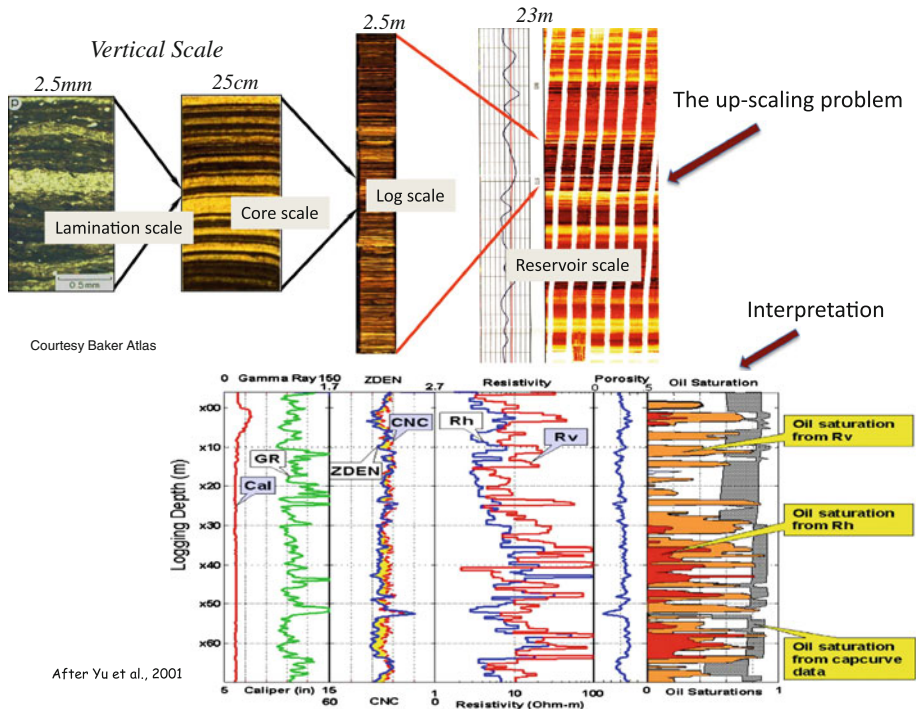 Vertical Scale
2.5mm
25cm
2.5m
23m
The up-scaling problem
Lamination scale
Core scale
Log scale
Reservoir scale
0.5mm
Courtesy Baker Atlas
Interpretation
0 Gamma Ray 150
1.7 ZDEN 2.7
Resistivity
Porosity
0 5
Oil Saturation
x00
x10
x20
x30
x40
x50
x60
Logging Depth (m)
Cal
GR
ZDEN
CNC
Rh
Rv
Oil saturation
from Rv
Oil saturation
from Rh
Oil saturation
from capcurve
data
After Yu et al., 2001
5 Caliper (in) 15
60 CNC 0
1 10 100
Resistivity (Ohm-m)
0 Oil Saturations 1